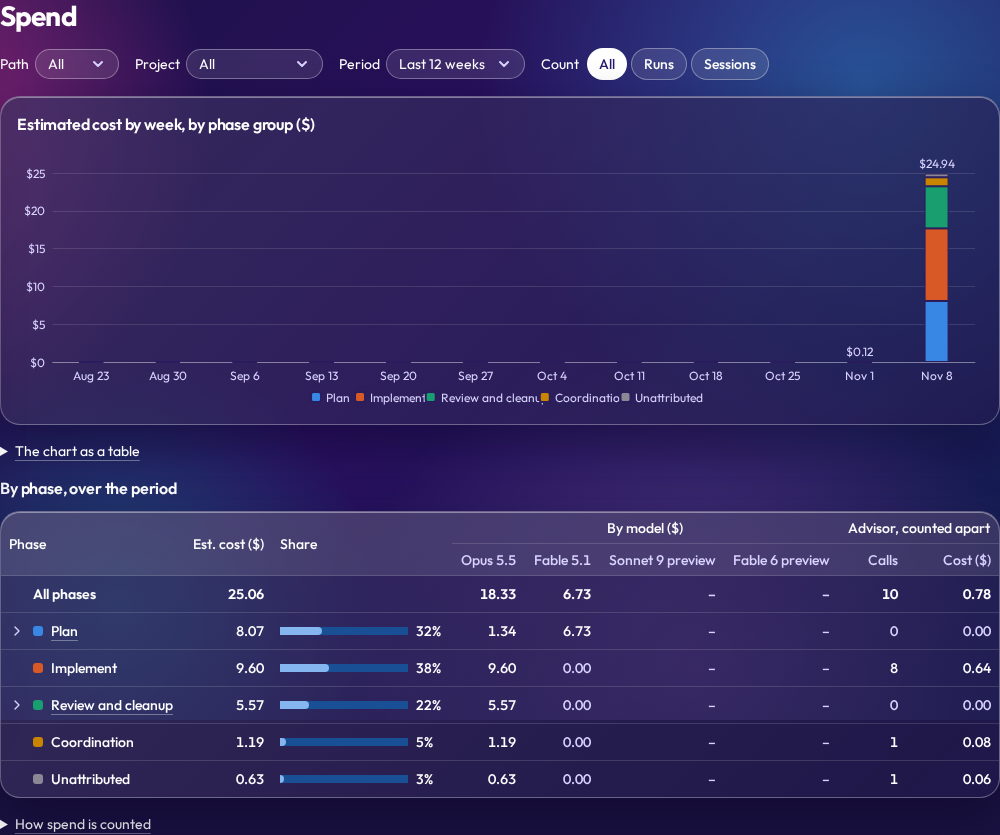 Spend
Path All Project All Period Last 12 weeks Count All Runs Sessions
Estimated cost by week, by phase group ($)
$24.94
$25
$20
$15
$10
$5
$0.12
$0
Aug 23 Aug 30 Sep 6 Sep 13 Sep 20 Sep 27 Oct 4 Oct 11 Oct 18 Oct 25 Nov 1 Nov 8
Plan Implement Review and cleanu Coordinatio Unattributed
The chart as a table
By phase, over the period
By model ($) Advisor, counted apart
Phase Est. cost ($) Share
Opus 5.5 Fable 5.1 Sonnet 9 preview Fable 6 preview Calls Cost ($)
All phases 25.06 18.33 6.73 – – 10 0.78
Plan 8.07 32% 1.34 6.73 – – 0 0.00
Implement 9.60 38% 9.60 0.00 – – 8 0.64
Review and cleanup 5.57 22% 5.57 0.00 – – 0 0.00
Coordination 1.19 5% 1.19 0.00 – – 1 0.08
Unattributed 0.63 3% 0.63 0.00 – – 1 0.06
How spend is counted